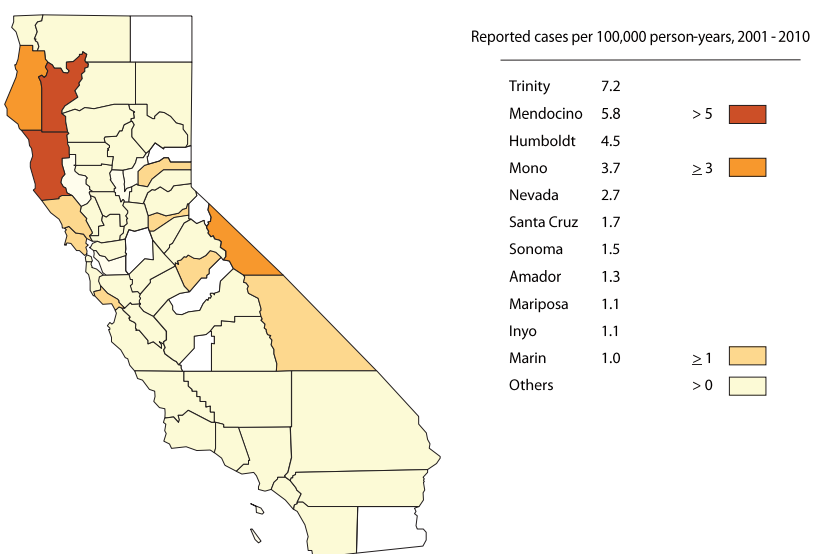 Reported cases per 100,000 person-years, 2001 - 2010
Trinity 7.2
Mendocino 5.8 > 5
Humboldt 4.5
Mono 3.7 ≥ 3
Nevada 2.7
Santa Cruz 1.7
Sonoma 1.5
Amador 1.3
Mariposa 1.1
Inyo 1.1
Marin 1.0 ≥ 1
Others > 0